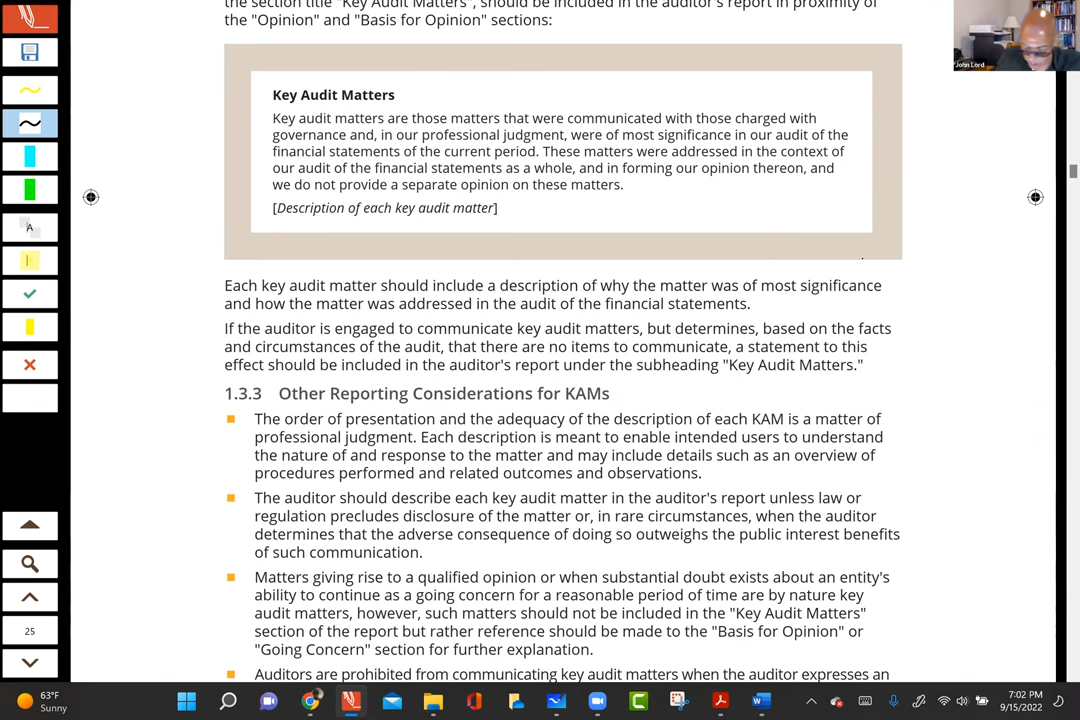 the section title "Key Audit Matters", should be included in the auditor's report in proximity of
the "Opinion" and "Basis for Opinion" sections:
John Lord
Key Audit Matters
Key audit matters are those matters that were communicated with those charged with
governance and, in our professional judgment, were of most significance in our audit of the
financial statements of the current period. These matters were addressed in the context of
our audit of the financial statements as a whole, and in forming our opinion thereon, and
we do not provide a separate opinion on these matters.
[Description of each key audit matter]
A
Each key audit matter should include a description of why the matter was of most significance
and how the matter was addressed in the audit of the financial statements.
If the auditor is engaged to communicate key audit matters, but determines, based on the facts
and circumstances of the audit, that there are no items to communicate, a statement to this
effect should be included in the auditor's report under the subheading "Key Audit Matters."
1.3.3 Other Reporting Considerations for KAMs
The order of presentation and the adequacy of the description of each KAM is a matter of
professional judgment. Each description is meant to enable intended users to understand
the nature of and response to the matter and may include details such as an overview of
procedures performed and related outcomes and observations.
The auditor should describe each key audit matter in the auditor's report unless law or
regulation precludes disclosure of the matter or, in rare circumstances, when the auditor
determines that the adverse consequence of doing so outweighs the public interest benefits
of such communication.
Matters giving rise to a qualified opinion or when substantial doubt exists about an entity's
ability to continue as a going concern for a reasonable period of time are by nature key
audit matters, however, such matters should not be included in the "Key Audit Matters"
section of the report but rather reference should be made to the "Basis for Opinion" or
"Going Concern" section for further explanation.
Auditors are prohibited from communicating key audit matters when the auditor expresses an
25
63°F
Sunny
7:02 PM
9/15/2022